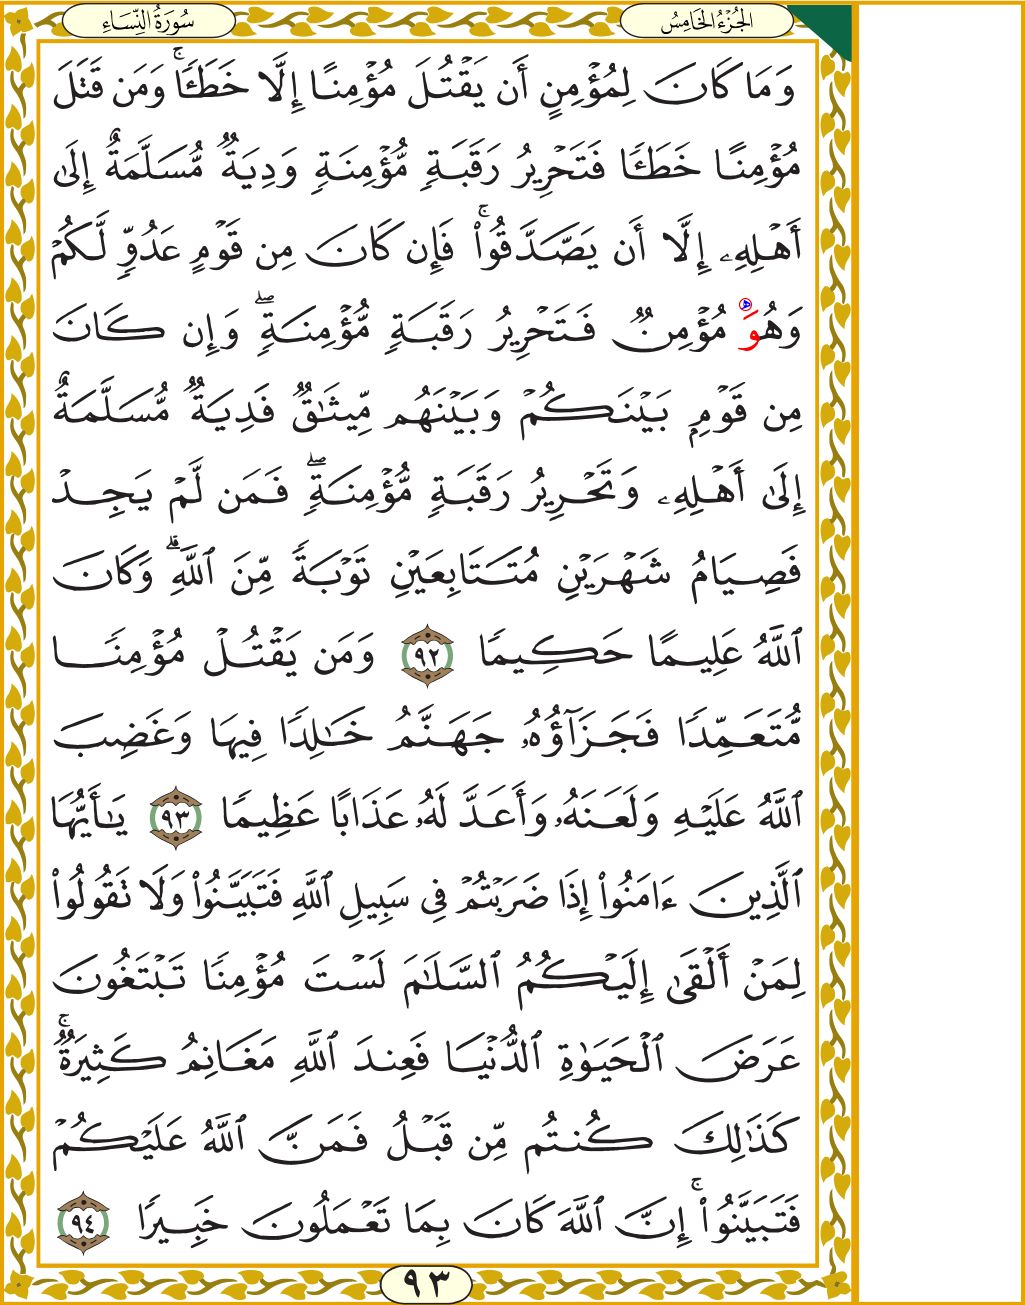 الجُزْءُ الخَامِسُ
سُورَةُ النِّسَاءِ
وَمَا كَانَ لِمُؤْمِنٍ أَن يَقْتُلَ مُؤْمِنًا إِلَّا خَطَـًٔا ۚ وَمَن قَتَلَ
مُؤْمِنًا خَطَـًٔا فَتَحْرِيرُ رَقَبَةٍ مُّؤْمِنَةٍ وَدِيَةٌ مُّسَلَّمَةٌ إِلَىٰٓ
أَهْلِهِۦٓ إِلَّآ أَن يَصَّدَّقُوا۟ ۚ فَإِن كَانَ مِن قَوْمٍ عَدُوٍّ لَّكُمْ
وَهُوَ مُؤْمِنٌ فَتَحْرِيرُ رَقَبَةٍ مُّؤْمِنَةٍ ۖ وَإِن كَانَ
مِن قَوْمٍۭ بَيْنَكُمْ وَبَيْنَهُم مِّيثَـٰقٌ فَدِيَةٌ مُّسَلَّمَةٌ
إِلَىٰٓ أَهْلِهِۦ وَتَحْرِيرُ رَقَبَةٍ مُّؤْمِنَةٍ ۖ فَمَن لَّمْ يَجِدْ
فَصِيَامُ شَهْرَيْنِ مُتَتَابِعَيْنِ تَوْبَةً مِّنَ ٱللَّهِ ۗ وَكَانَ
ٱللَّهُ عَلِيمًا حَكِيمًا ٩٢ وَمَن يَقْتُلْ مُؤْمِنًا
مُّتَعَمِّدًا فَجَزَآؤُهُۥ جَهَنَّمُ خَـٰلِدًا فِيهَا وَغَضِبَ
ٱللَّهُ عَلَيْهِ وَلَعَنَهُۥ وَأَعَدَّ لَهُۥ عَذَابًا عَظِيمًا ٩٣ يَـٰٓأَيُّهَا
ٱلَّذِينَ ءَامَنُوٓا۟ إِذَا ضَرَبْتُمْ فِى سَبِيلِ ٱللَّهِ فَتَبَيَّنُوا۟ وَلَا تَقُولُوا۟
لِمَنْ أَلْقَىٰٓ إِلَيْكُمُ ٱلسَّلَـٰمَ لَسْتَ مُؤْمِنًا تَبْتَغُونَ
عَرَضَ ٱلْحَيَوٰةِ ٱلدُّنْيَا فَعِندَ ٱللَّهِ مَغَانِمُ كَثِيرَةٌ ۚ
كَذَٰلِكَ كُنتُم مِّن قَبْلُ فَمَنَّ ٱللَّهُ عَلَيْكُمْ
فَتَبَيَّنُوٓا۟ ۚ إِنَّ ٱللَّهَ كَانَ بِمَا تَعْمَلُونَ خَبِيرًا ٩٤
٩٣